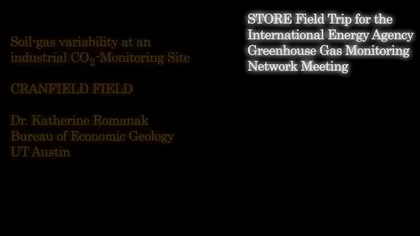 STORE Field Trip for the
International Energy Agency
Greenhouse Gas Monitoring
Network Meeting
Soil-gas variability at an
industrial CO2-Monitoring Site
CRANFIELD FIELD
Dr. Katherine Romanak
Bureau of Economic Geology
UT Austin